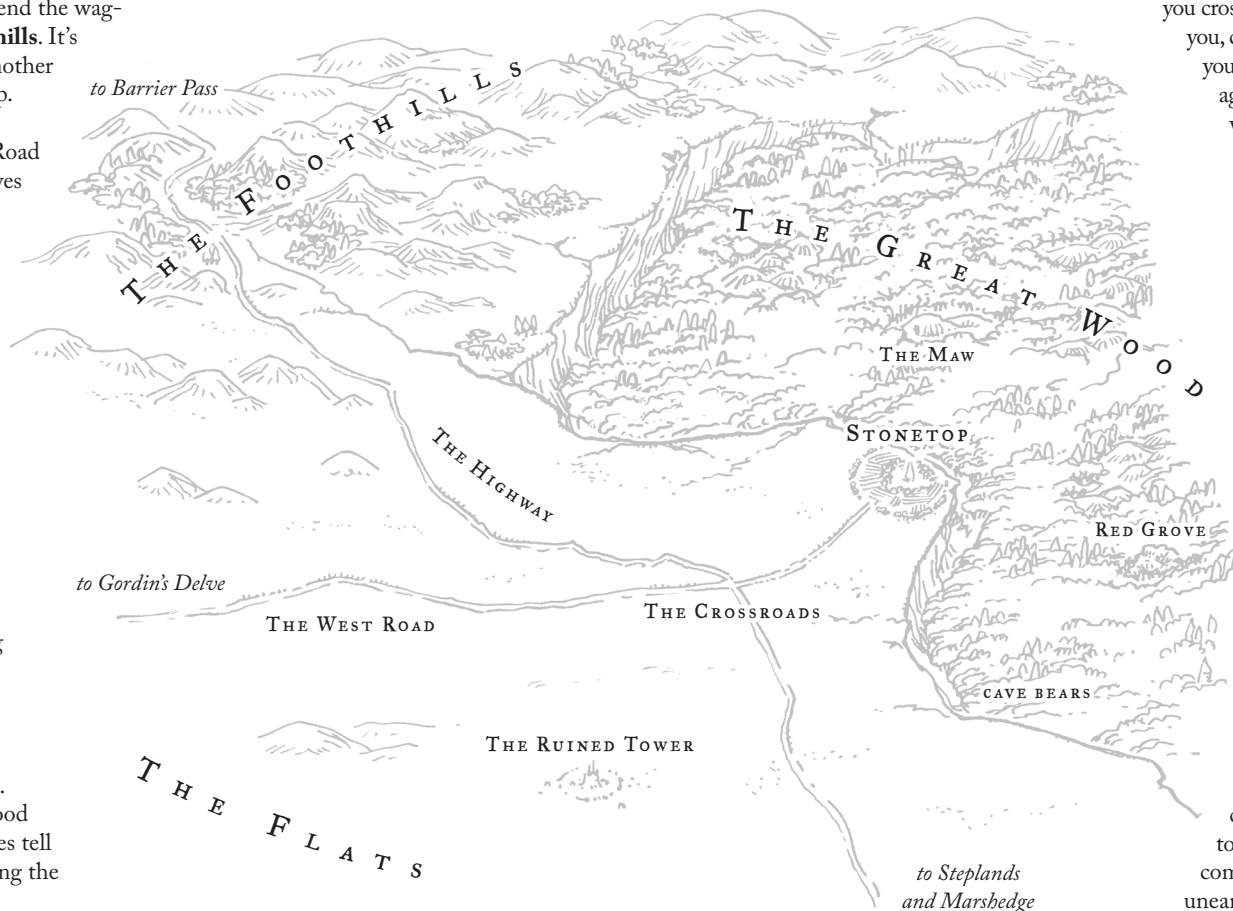 end the wag-
hills. It's
nother
p.
Road
ves
g
.
ood
es tell
ng the
you cros
you, o
you
ag
v
to Barrier Pass
The Foothills
The Great Wood
The Maw
Stonetop
The Highway
Red Grove
to Gordin's Delve
The West Road
The Crossroads
cave bears
The Ruined Tower
The Flats
to Steplands
and Marshedge
to
com
unear